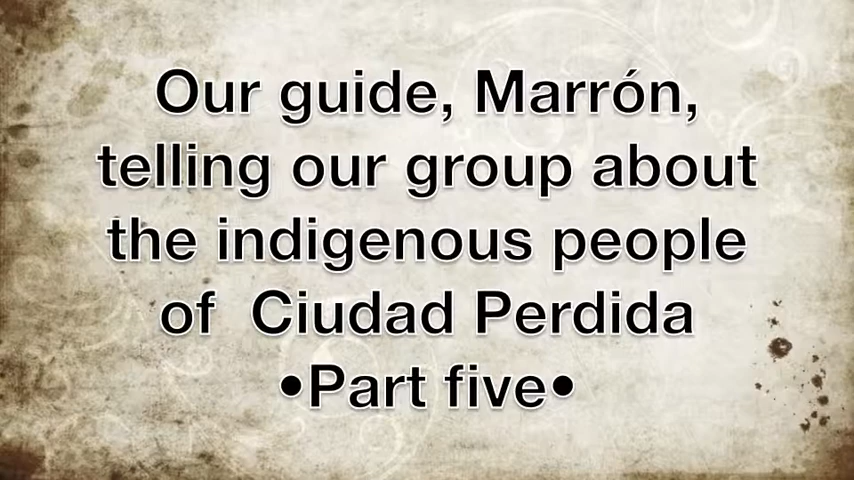 Our guide, Marrón,
telling our group about
the indigenous people
of  Ciudad Perdida
•Part five•